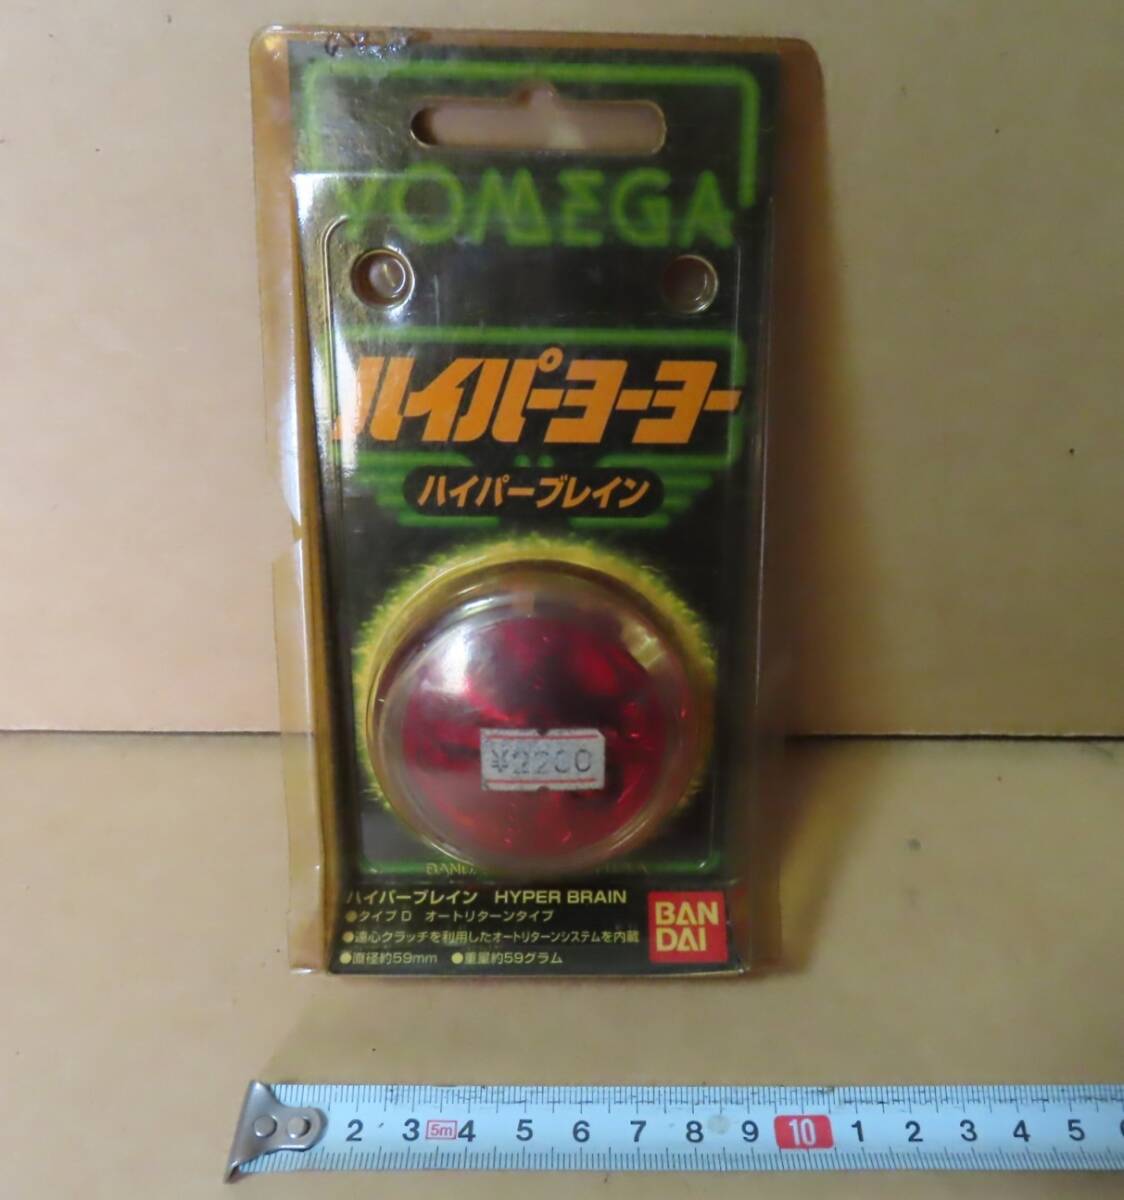 YOMEGA
ハイパーヨーヨー
ハイパーブレイン
¥2200
ハイパーブレイン HYPER BRAIN
●タイプD オートリターンタイプ
●遠心クラッチを利用したオートリターンシステムを内蔵
●直径約59mm ●重量約59グラム
BAN
DAI
2 3 5m 4 5 6 7 8 9 10 1 2 3 4 5